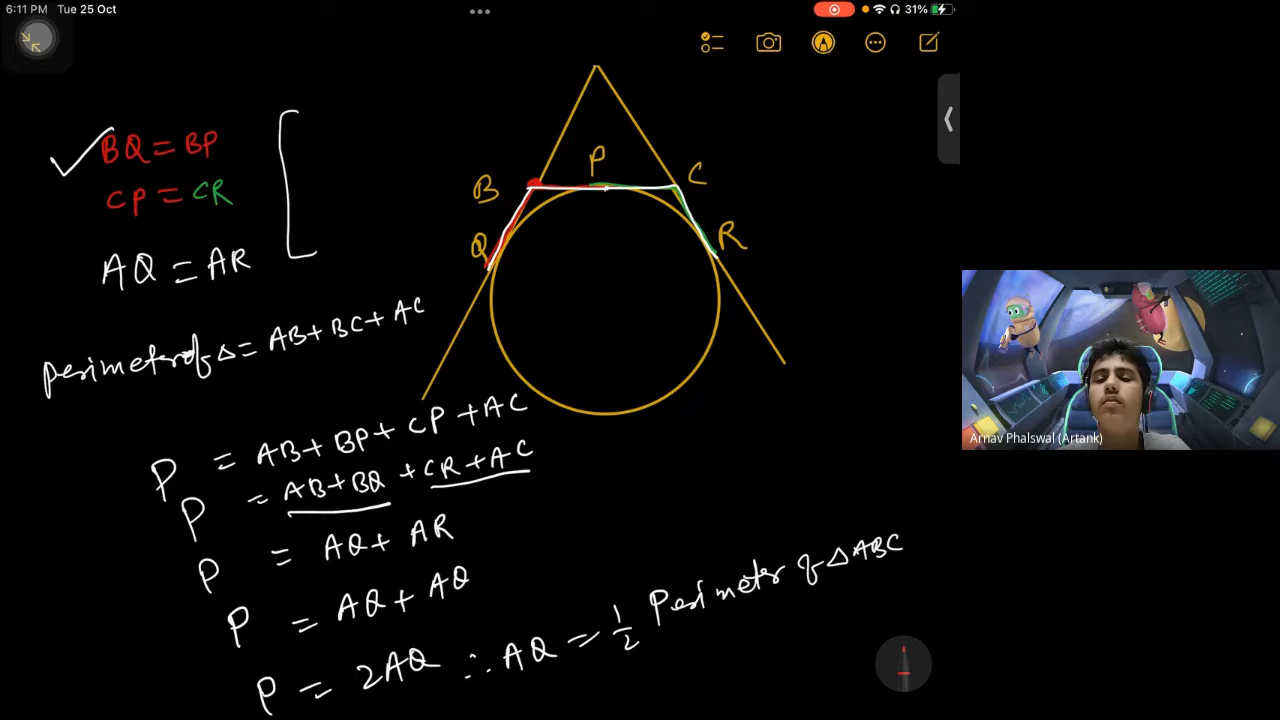 6:11 PM Tue 25 Oct
31%
BQ = BP
CP = CR
AQ = AR
perimeter of Δ = AB + BC + AC
P = AB + BP + CP + AC
P = AB + BQ + CR + AC
P = AQ + AR
P = AQ + AQ
P = 2AQ ∴ AQ = 1/2 Perimeter of Δ ABC
P
B
C
Q
R
Arnav Phalswal (Artank)